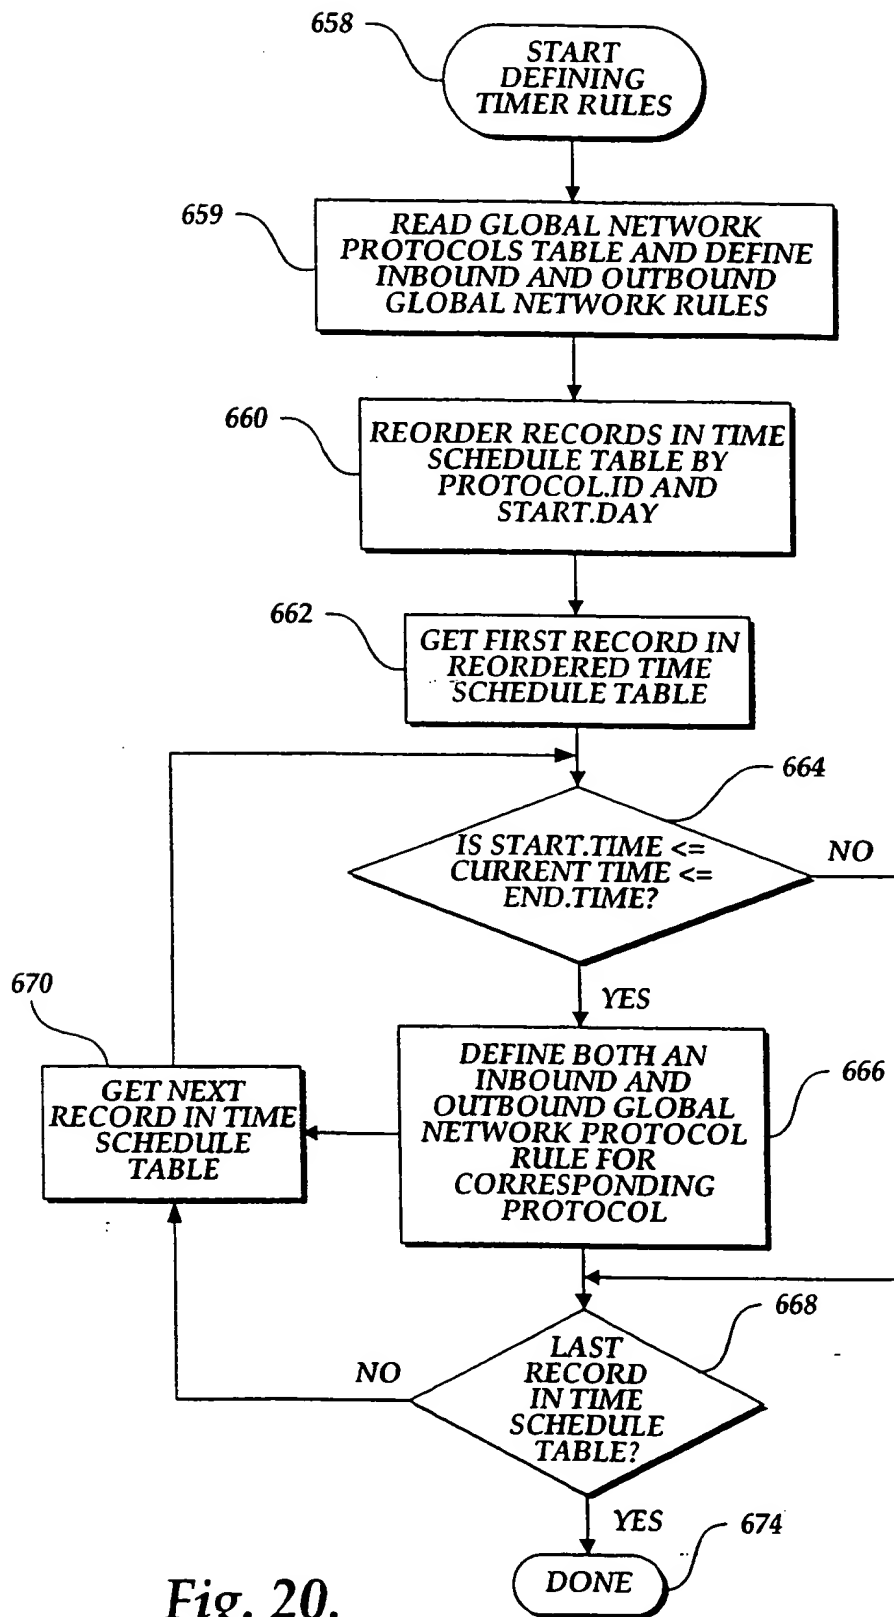 658
START
DEFINING
TIMER RULES
659
READ GLOBAL NETWORK
PROTOCOLS TABLE AND DEFINE
INBOUND AND OUTBOUND
GLOBAL NETWORK RULES
660
REORDER RECORDS IN TIME
SCHEDULE TABLE BY
PROTOCOL.ID AND
START.DAY
662
GET FIRST RECORD IN
REORDERED TIME
SCHEDULE TABLE
664
IS START.TIME <=
CURRENT TIME <=
END.TIME?
NO
YES
670
GET NEXT
RECORD IN TIME
SCHEDULE
TABLE
DEFINE BOTH AN
INBOUND AND
OUTBOUND GLOBAL
NETWORK PROTOCOL
RULE FOR
CORRESPONDING
PROTOCOL
666
668
LAST
RECORD
IN TIME
SCHEDULE
TABLE?
NO
YES
674
DONE
Fig. 20.